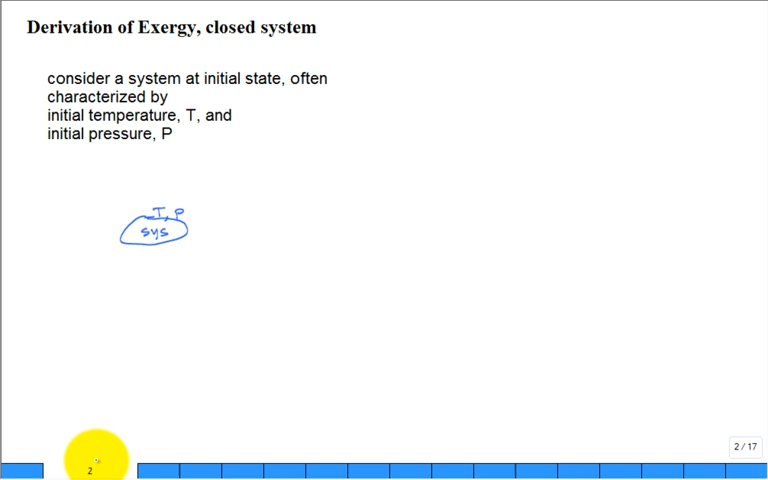 Derivation of Exergy, closed system
consider a system at initial state, often
characterized by
initial temperature, T, and
initial pressure, P
T, P
sys
2 / 17
2